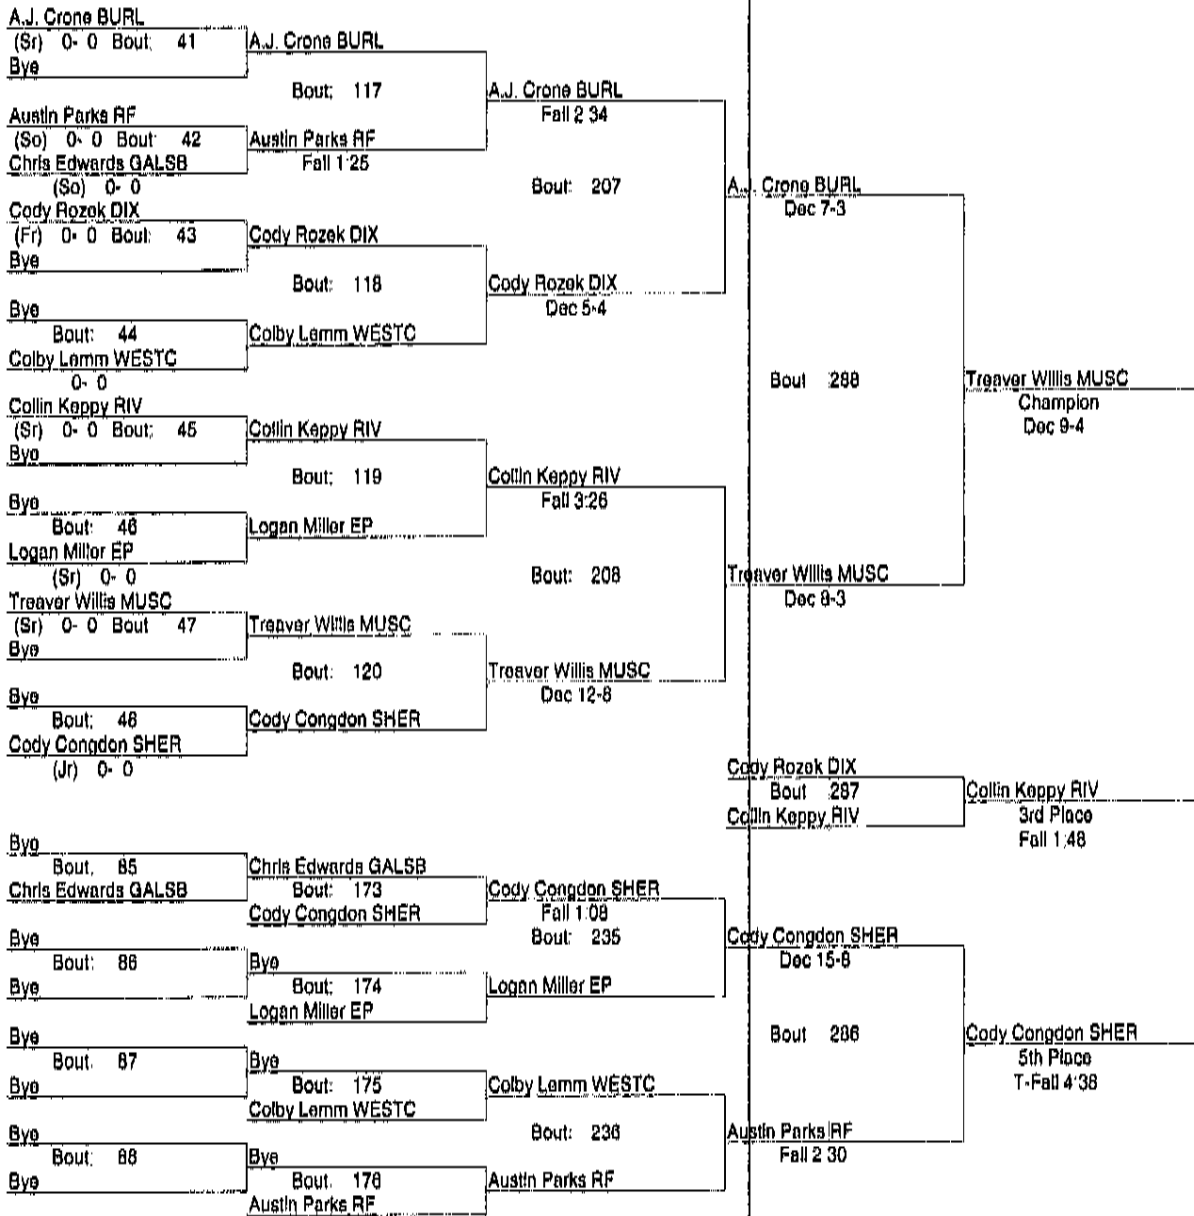 A.J. Crone BURL
(Sr) 0- 0 Bout: 41
Bye
A.J. Crone BURL
Bout: 117
Austin Parks RF
(So) 0- 0 Bout: 42
Chris Edwards GALSB
(So) 0- 0
Austin Parks RF
Fall 1:25
A.J. Crone BURL
Fall 2 34
Bout: 207
Cody Rozek DIX
(Fr) 0- 0 Bout: 43
Bye
Cody Rozek DIX
Bout: 118
Bye
Bout: 44
Colby Lemm WESTC
0- 0
Colby Lemm WESTC
Cody Rozek DIX
Dec 5-4
A.J. Crone BURL
Dec 7-3
Bout 288
Collin Keppy RIV
(Sr) 0- 0 Bout: 45
Bye
Collin Keppy RIV
Bout: 119
Bye
Bout: 46
Logan Miller EP
(Sr) 0- 0
Logan Miller EP
Collin Keppy RIV
Fall 3:26
Bout: 208
Treaver Willis MUSC
(Sr) 0- 0 Bout 47
Bye
Treaver Willis MUSC
Bout: 120
Bye
Bout: 48
Cody Congdon SHER
(Jr) 0- 0
Cody Congdon SHER
Treaver Willis MUSC
Dec 12-8
Treaver Willis MUSC
Dec 8-3
Treaver Willis MUSC
Champion
Dec 9-4
Cody Rozek DIX
Bout 287
Collin Keppy RIV
Collin Keppy RIV
3rd Place
Fall 1:48
Bye
Bout. 85
Chris Edwards GALSB
Chris Edwards GALSB
Bout: 173
Cody Congdon SHER
Cody Congdon SHER
Fall 1:08
Bout: 235
Bye
Bout: 86
Bye
Bye
Bout: 174
Logan Miller EP
Logan Miller EP
Cody Congdon SHER
Dec 15-8
Bout 286
Bye
Bout. 87
Bye
Bye
Bout: 175
Colby Lemm WESTC
Colby Lemm WESTC
Bout: 236
Bye
Bout: 88
Bye
Bye
Bout. 176
Austin Parks RF
Austin Parks RF
Austin Parks RF
Fall 2 30
Cody Congdon SHER
5th Place
T-Fall 4:38